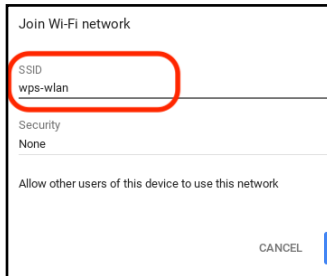 Join Wi-Fi network
SSID
wps-wlan
Security
None
Allow other users of this device to use this network
CANCEL